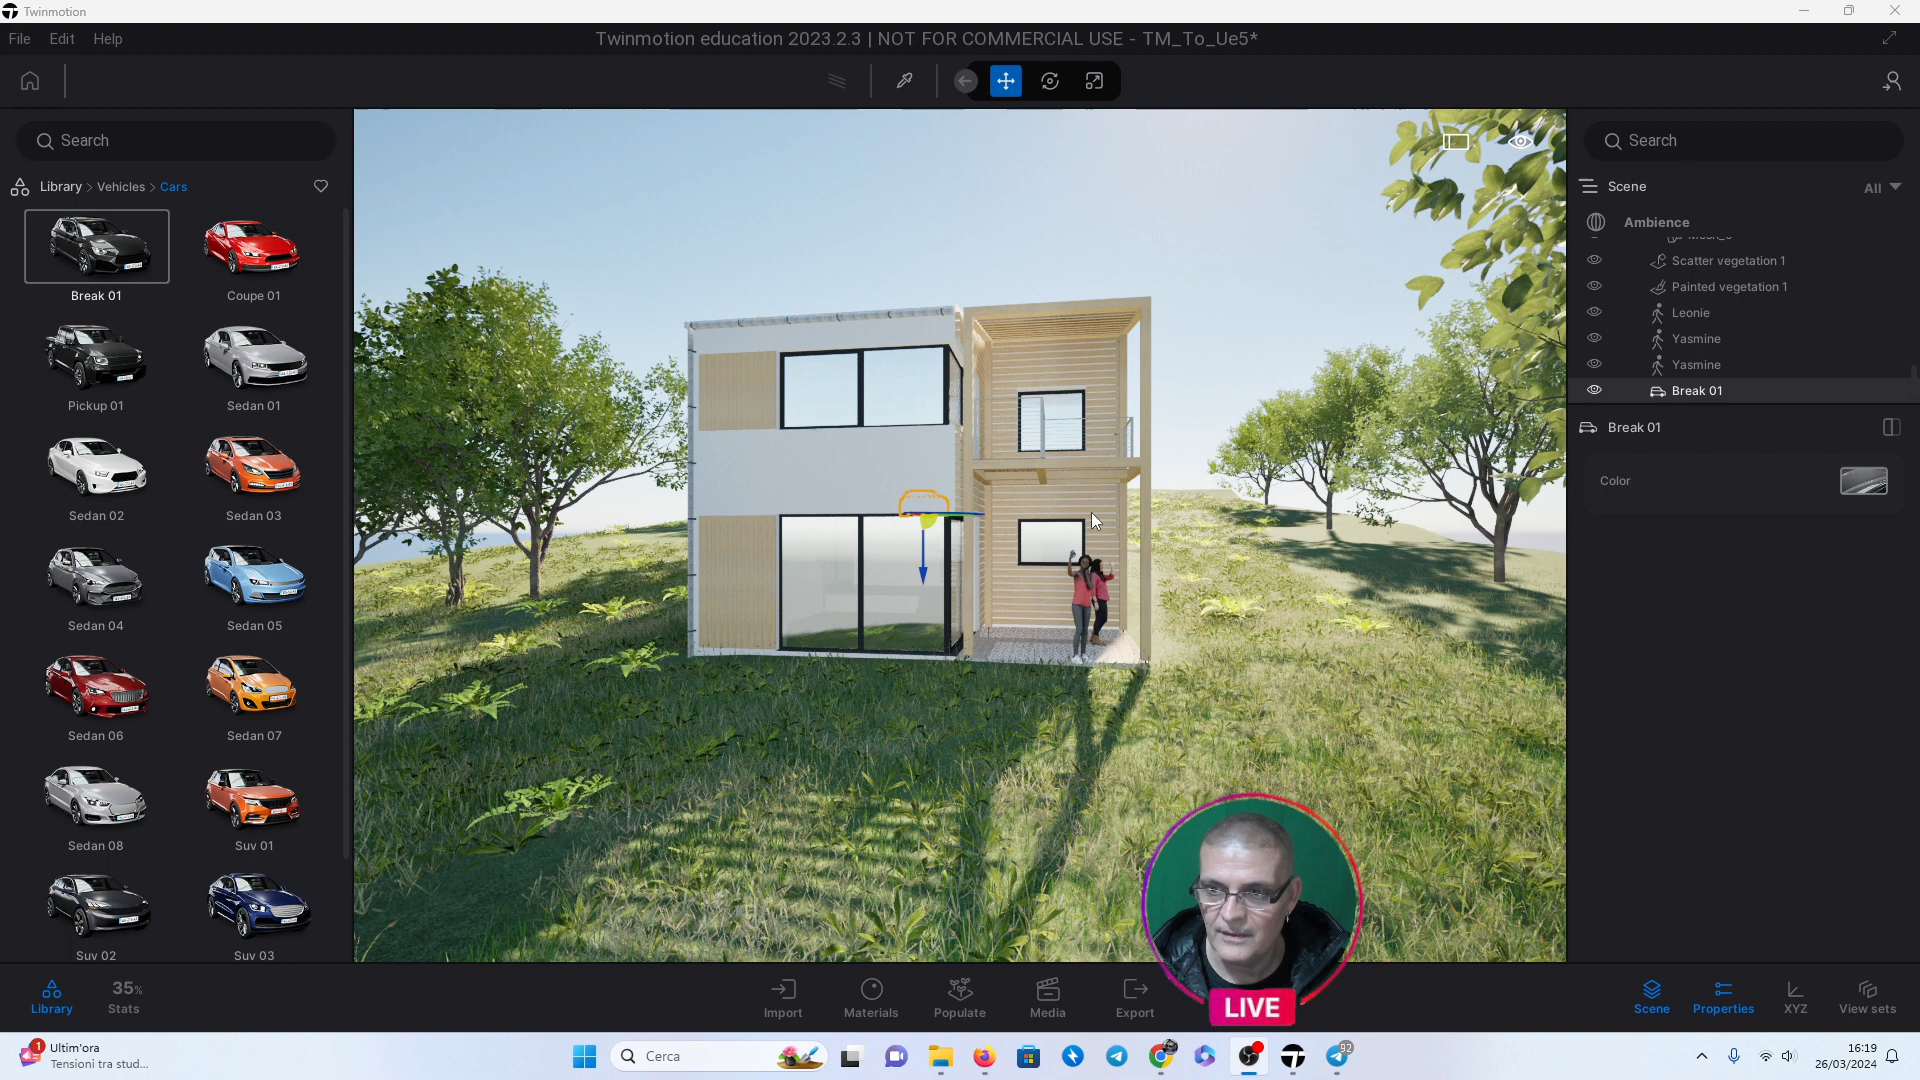 Twinmotion
File Edit Help
Twinmotion education 2023.2.3 | NOT FOR COMMERCIAL USE - TM_To_Ue5*
Search
Library > Vehicles > Cars
Break 01
Coupe 01
Pickup 01
Sedan 01
Sedan 02
Sedan 03
Sedan 04
Sedan 05
Sedan 06
Sedan 07
Sedan 08
Suv 01
Suv 02
Suv 03
Search
Scene
All
Ambience
Scatter vegetation 1
Painted vegetation 1
Leonie
Yasmine
Yasmine
Break 01
Break 01
Color
Library
35%
Stats
Import
Materials
Populate
Media
Export
LIVE
Scene
Properties
XYZ
View sets
1
Ultim'ora
Tensioni tra stud...
Cerca
92
16:19
26/03/2024